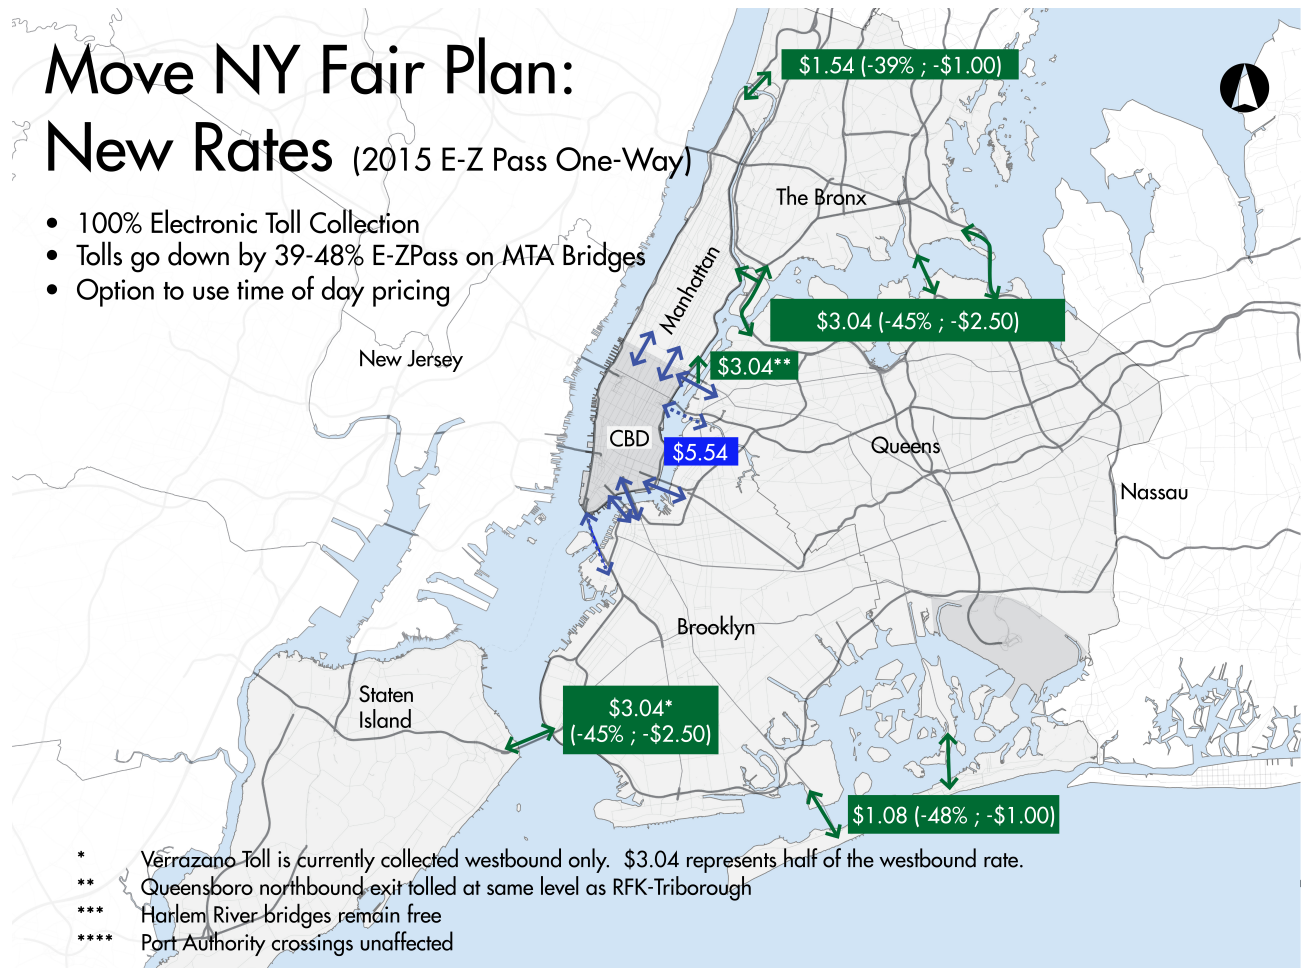 Move NY Fair Plan:
New Rates (2015 E-Z Pass One-Way)
• 100% Electronic Toll Collection
• Tolls go down by 39-48% E-ZPass on MTA Bridges
• Option to use time of day pricing
$1.54 (-39% ; -$1.00)
The Bronx
Manhattan
$3.04 (-45% ; -$2.50)
New Jersey
$3.04**
CBD
$5.54
Queens
Nassau
Brooklyn
Staten
Island
$3.04*
(-45% ; -$2.50)
$1.08 (-48% ; -$1.00)
* Verrazano Toll is currently collected westbound only. $3.04 represents half of the westbound rate.
** Queensboro northbound exit tolled at same level as RFK-Triborough
*** Harlem River bridges remain free
**** Port Authority crossings unaffected